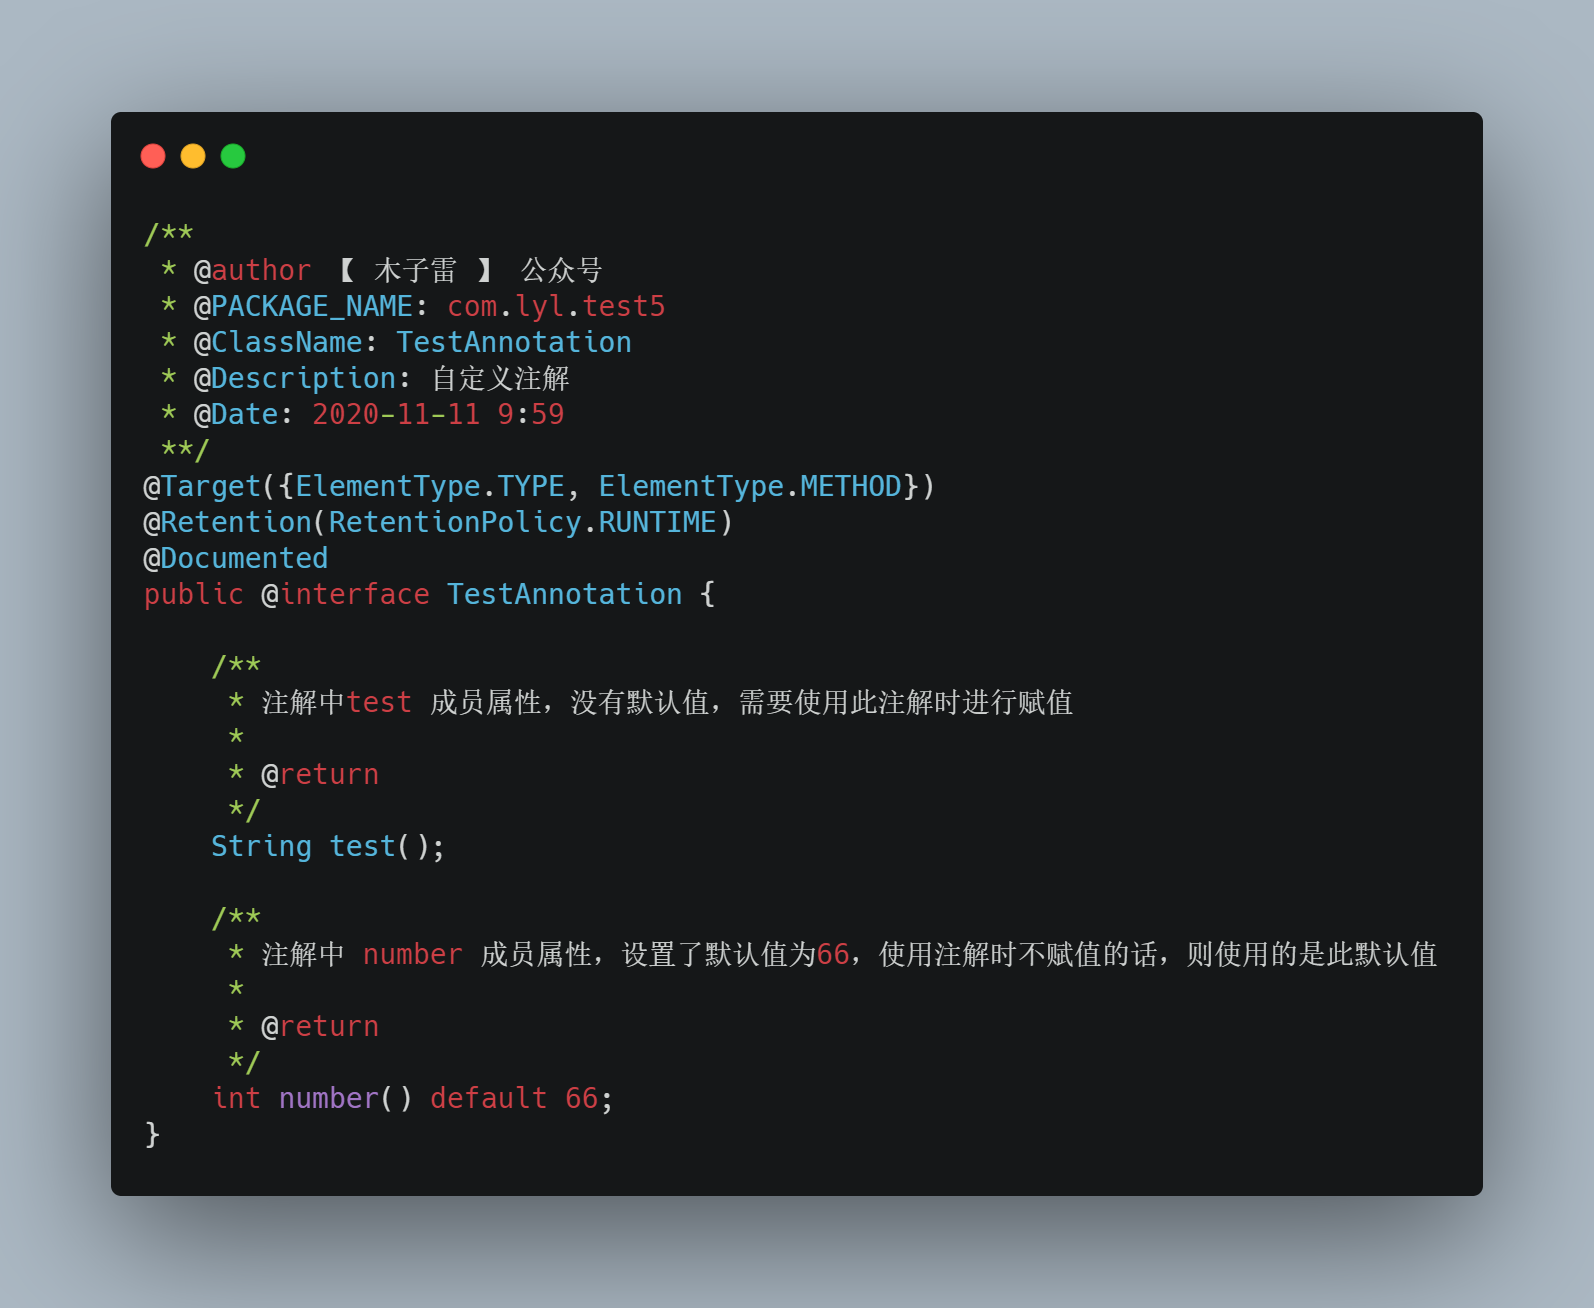 /**
 * @author 【 木子雷 】 公众号
 * @PACKAGE_NAME: com.lyl.test5
 * @ClassName: TestAnnotation
 * @Description: 自定义注解
 * @Date: 2020-11-11 9:59
 **/
@Target({ElementType.TYPE, ElementType.METHOD})
@Retention(RetentionPolicy.RUNTIME)
@Documented
public @interface TestAnnotation {

    /**
     * 注解中test 成员属性，没有默认值，需要使用此注解时进行赋值
     *
     * @return
     */
    String test();

    /**
     * 注解中 number 成员属性，设置了默认值为66，使用注解时不赋值的话，则使用的是此默认值
     *
     * @return
     */
    int number() default 66;
}